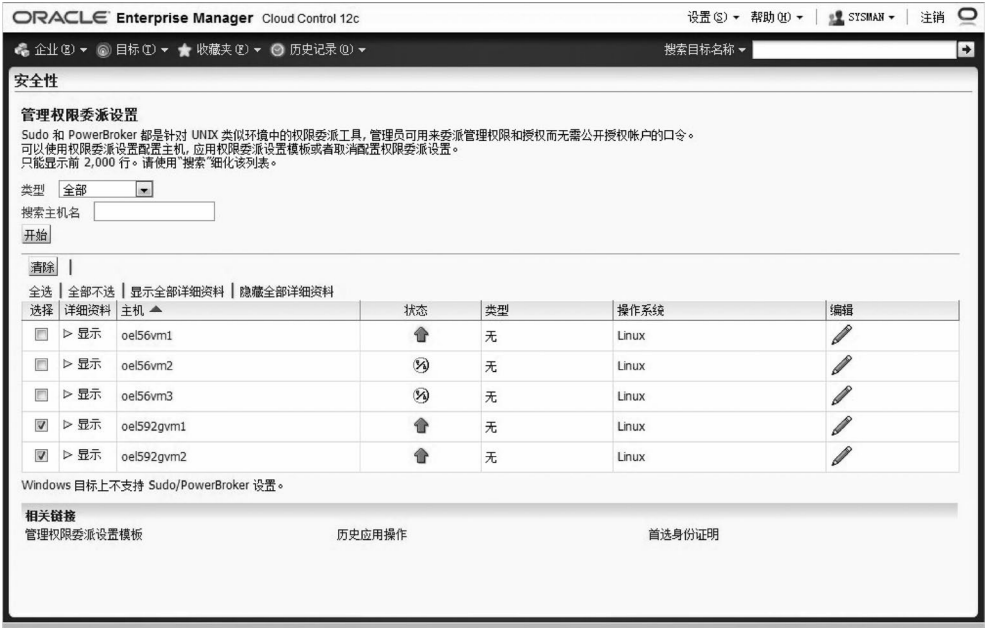 ORACLE Enterprise Manager Cloud Control 12c 设置(S) 帮助(H) SYSMAN 注销
企业(E) 目标(T) 收藏夹(F) 历史记录(O) 搜索目标名称
安全性
管理权限委派设置
Sudo 和 PowerBroker 都是针对 UNIX 类似环境中的权限委派工具, 管理员可用来委派管理权限和授权而无需公开授权帐户的口令。
可以使用权限委派设置配置主机, 应用权限委派设置模板或者取消配置权限委派设置。
只能显示前 2,000 行。请使用"搜索"细化该列表。
类型 全部
搜索主机名
开始
清除
全选 | 全部不选 | 显示全部详细资料 | 隐藏全部详细资料
选择 详细资料 主机 状态 类型 操作系统 编辑
显示 oel56vm1 无 Linux
显示 oel56vm2 无 Linux
显示 oel56vm3 无 Linux
显示 oel592gvm1 无 Linux
显示 oel592gvm2 无 Linux
Windows 目标上不支持 Sudo/PowerBroker 设置。
相关链接
管理权限委派设置模板 历史应用操作 首选身份证明